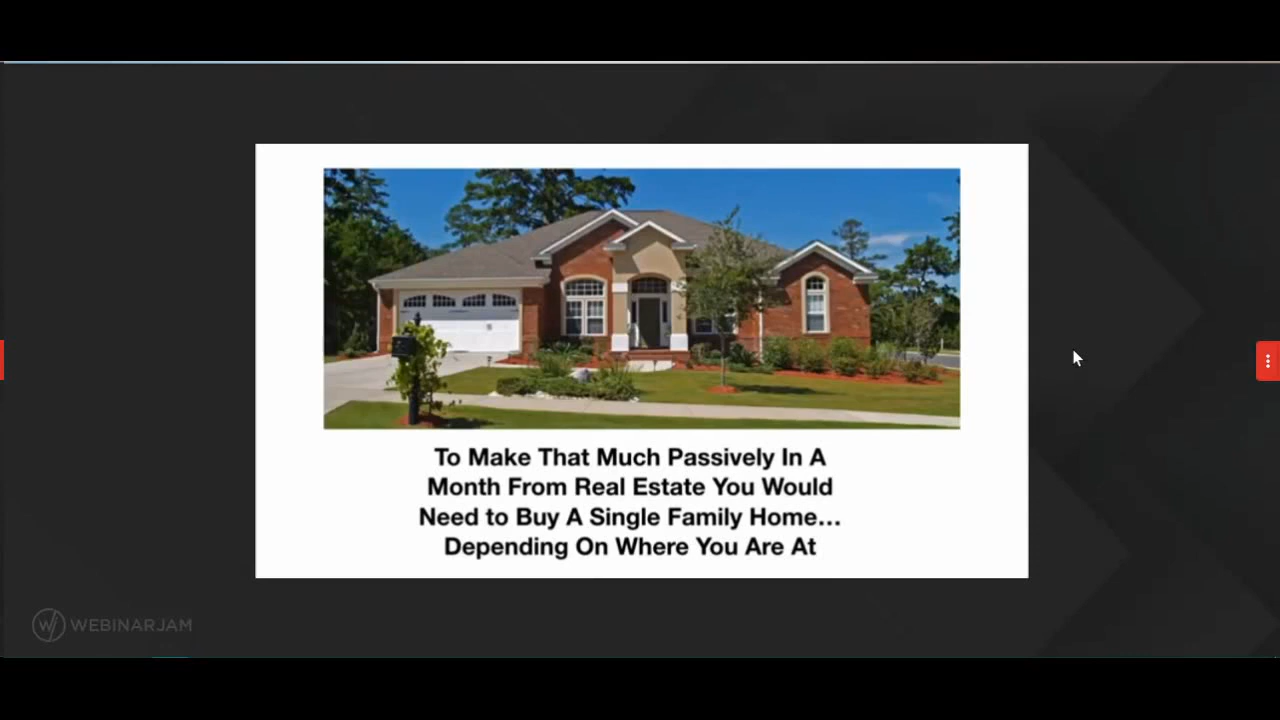 To Make That Much Passively In A
Month From Real Estate You Would
Need to Buy A Single Family Home...
Depending On Where You Are At
WEBINARJAM